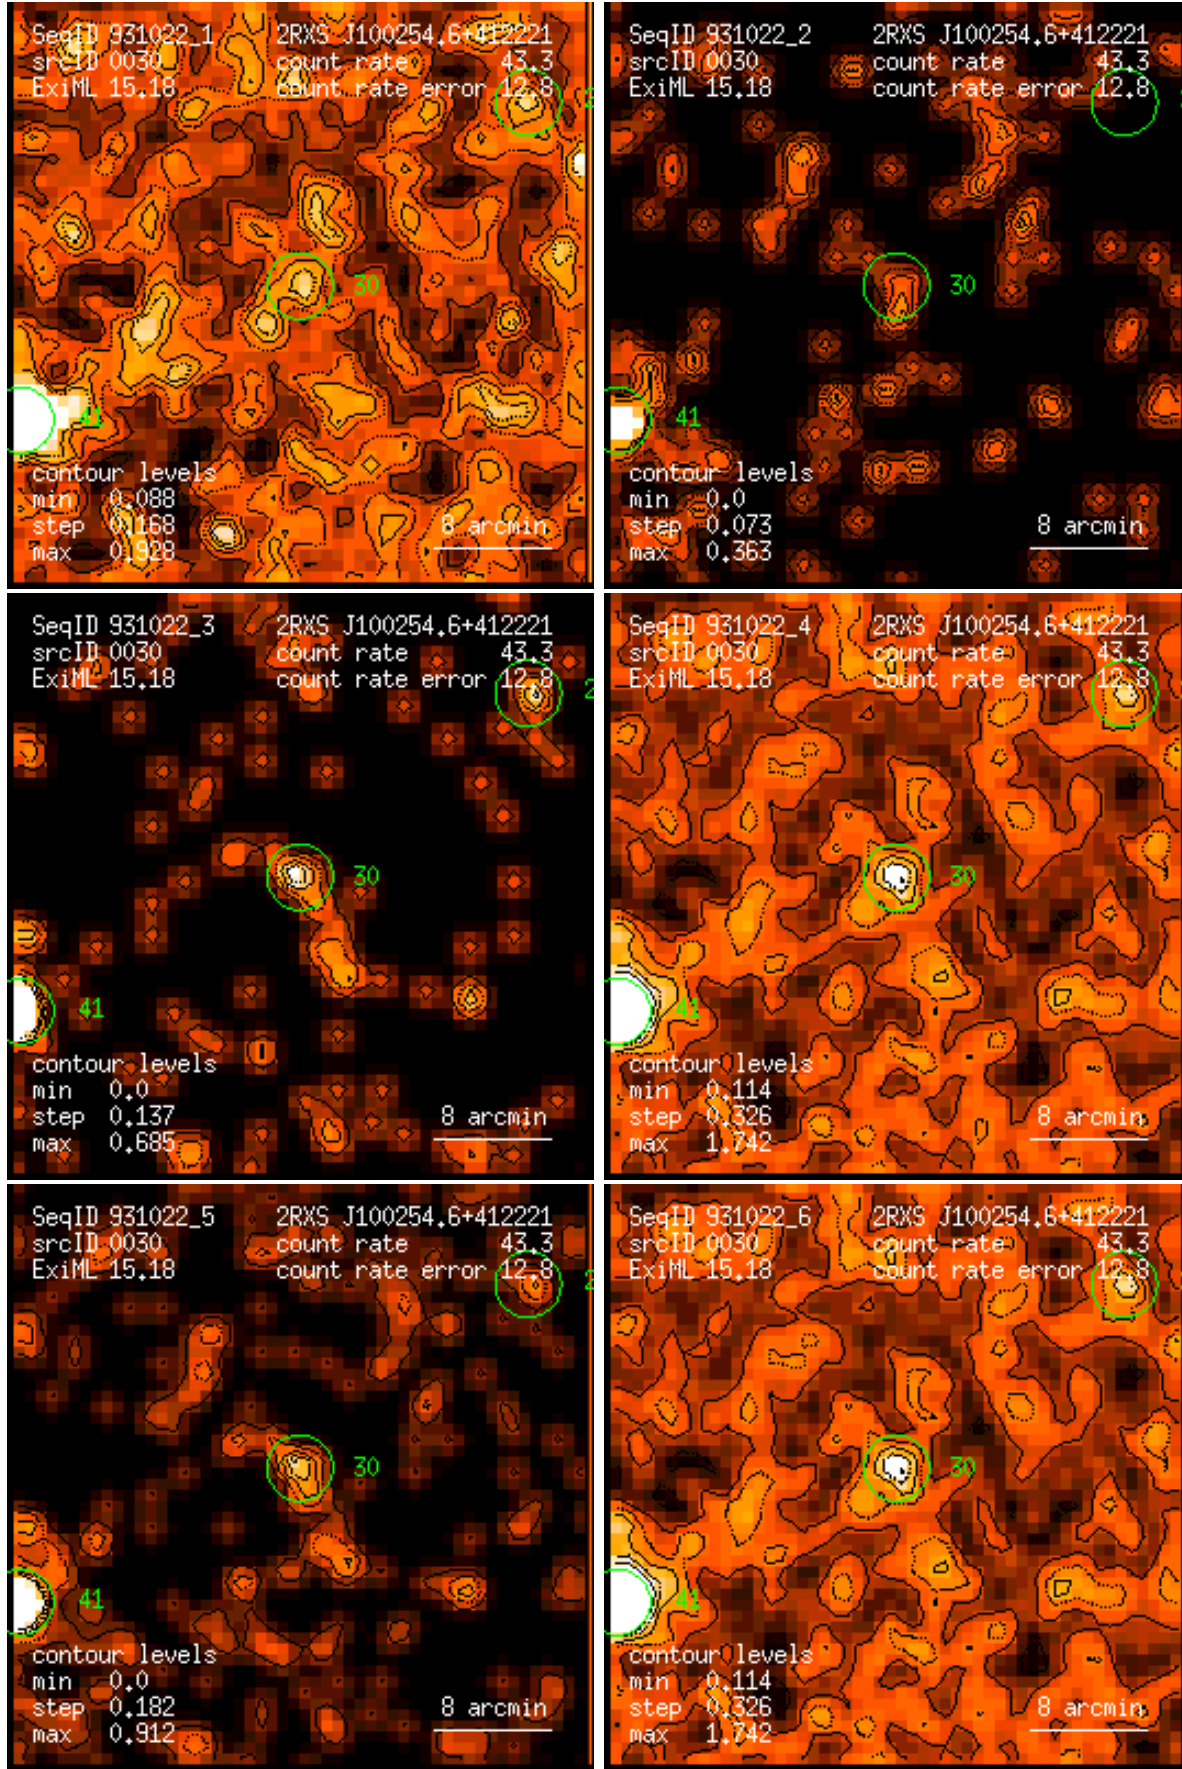 SeqID 931022_1 2RXS J100254.6+412221
srcID 0030 count rate 43.3
ExiML 15.18 count rate error 12.8
2
30
41
contour levels
min 0.088
step 0.168
max 0.928
8 arcmin
SeqID 931022_2 2RXS J100254.6+412221
srcID 0030 count rate 43.3
ExiML 15.18 count rate error 12.8
30
41
contour levels
min 0.0
step 0.073
max 0.363
8 arcmin
SeqID 931022_3 2RXS J100254.6+412221
srcID 0030 count rate 43.3
ExiML 15.18 count rate error 12.8
2
30
41
contour levels
min 0.0
step 0.137
max 0.685
8 arcmin
SeqID 931022_4 2RXS J100254.6+412221
srcID 0030 count rate 43.3
ExiML 15.18 count rate error 12.8
30
41
contour levels
min 0.114
step 0.326
max 1.742
8 arcmin
SeqID 931022_5 2RXS J100254.6+412221
srcID 0030 count rate 43.3
ExiML 15.18 count rate error 12.8
2
30
41
contour levels
min 0.0
step 0.182
max 0.912
8 arcmin
SeqID 931022_6 2RXS J100254.6+412221
srcID 0030 count rate 43.3
ExiML 15.18 count rate error 12.8
30
41
contour levels
min 0.114
step 0.326
max 1.742
8 arcmin